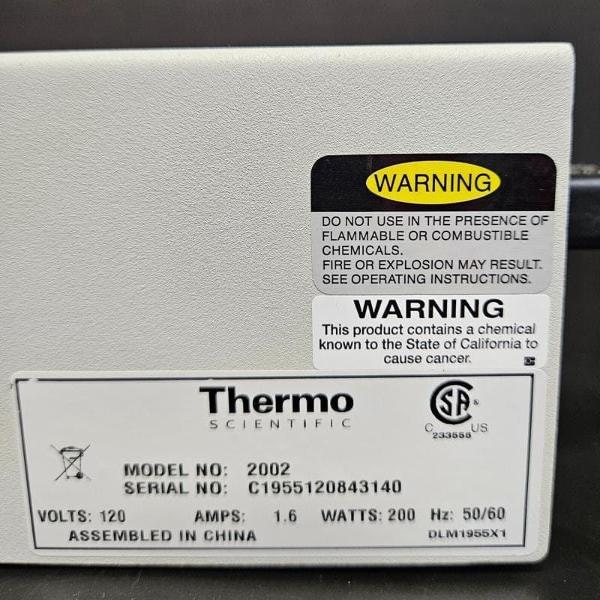 WARNING
DO NOT USE IN THE PRESENCE OF
FLAMMABLE OR COMBUSTIBLE
CHEMICALS.
FIRE OR EXPLOSION MAY RESULT.
SEE OPERATING INSTRUCTIONS.
WARNING
This product contains a chemical
known to the State of California to
cause cancer.
Thermo
SCIENTIFIC
SA
C US
233556
MODEL NO: 2002
SERIAL NO: C1955120843140
VOLTS: 120 AMPS: 1.6 WATTS: 200 Hz: 50/60
ASSEMBLED IN CHINA DLM1955X1